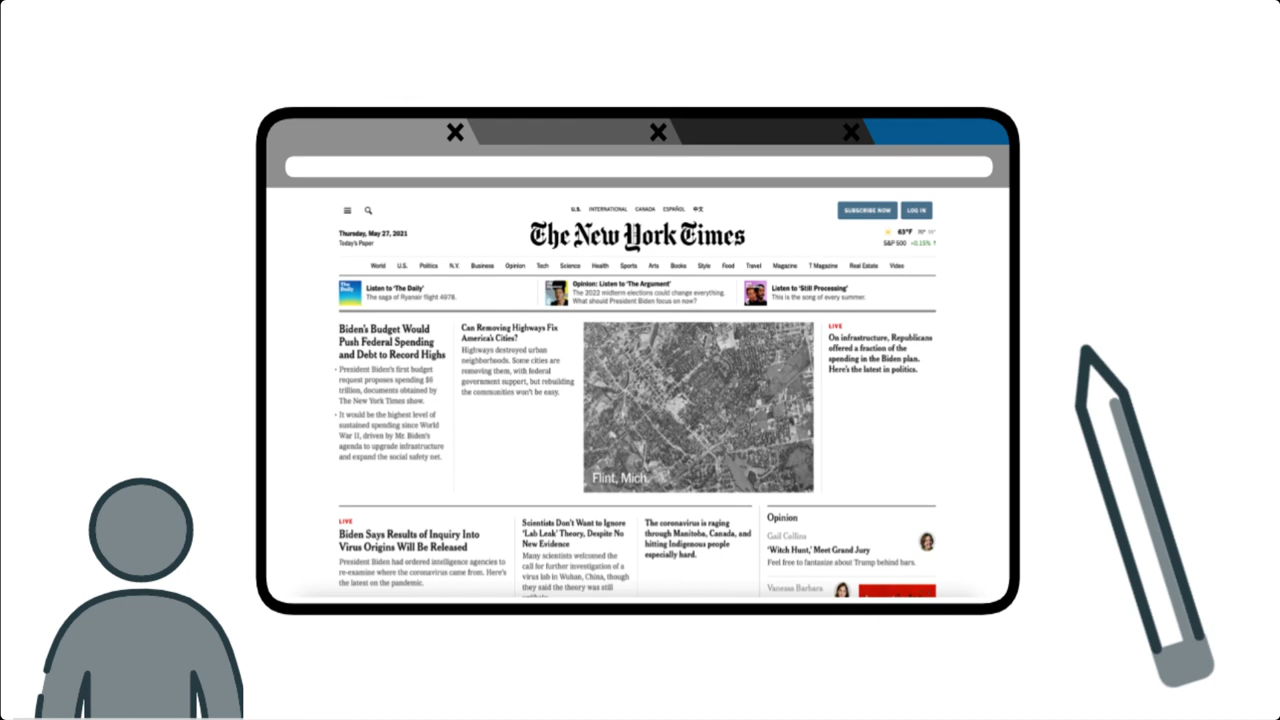 U.S. INTERNATIONAL CANADA ESPAÑOL 中文
SUBSCRIBE NOW LOG IN
The New York Times
Thursday, May 27, 2021
Today's Paper
63°F
S&P 500 +0.15% ↑
World U.S. Politics N.Y. Business Opinion Tech Science Health Sports Arts Books Style Food Travel Magazine T Magazine Real Estate Video
The Daily
Listen to 'The Daily'
The saga of Ryanair flight 4978.
Opinion: Listen to 'The Argument'
The 2022 midterm elections could change everything.
What should President Biden focus on now?
Listen to 'Still Processing'
This is the song of every summer.
Biden's Budget Would
Push Federal Spending
and Debt to Record Highs
• President Biden's first budget
request proposes spending $6
trillion, documents obtained by
The New York Times show.
• It would be the highest level of
sustained spending since World
War II, driven by Mr. Biden's
agenda to upgrade infrastructure
and expand the social safety net.
Can Removing Highways Fix
America's Cities?
Highways destroyed urban
neighborhoods. Some cities are
removing them, with federal
government support, but rebuilding
the communities won't be easy.
Flint, Mich.
LIVE
On infrastructure, Republicans
offered a fraction of the
spending in the Biden plan.
Here's the latest in politics.
LIVE
Biden Says Results of Inquiry Into
Virus Origins Will Be Released
President Biden had ordered intelligence agencies to
re-examine where the coronavirus came from. Here's
the latest on the pandemic.
Scientists Don't Want to Ignore
'Lab Leak' Theory, Despite No
New Evidence
Many scientists welcomed the
call for further investigation of a
virus lab in Wuhan, China, though
they said the theory was still
The coronavirus is raging
through Manitoba, Canada, and
hitting Indigenous people
especially hard.
Opinion
Gail Collins
'Witch Hunt,' Meet Grand Jury
Feel free to fantasize about Trump behind bars.
Vanessa Barbara